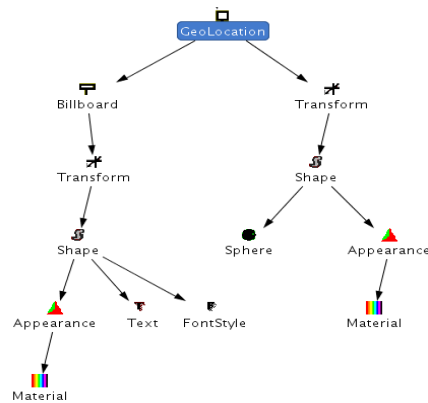 GeoLocation
Billboard Transform
Transform Shape
Shape Sphere Appearance
Appearance Text FontStyle Material
Material